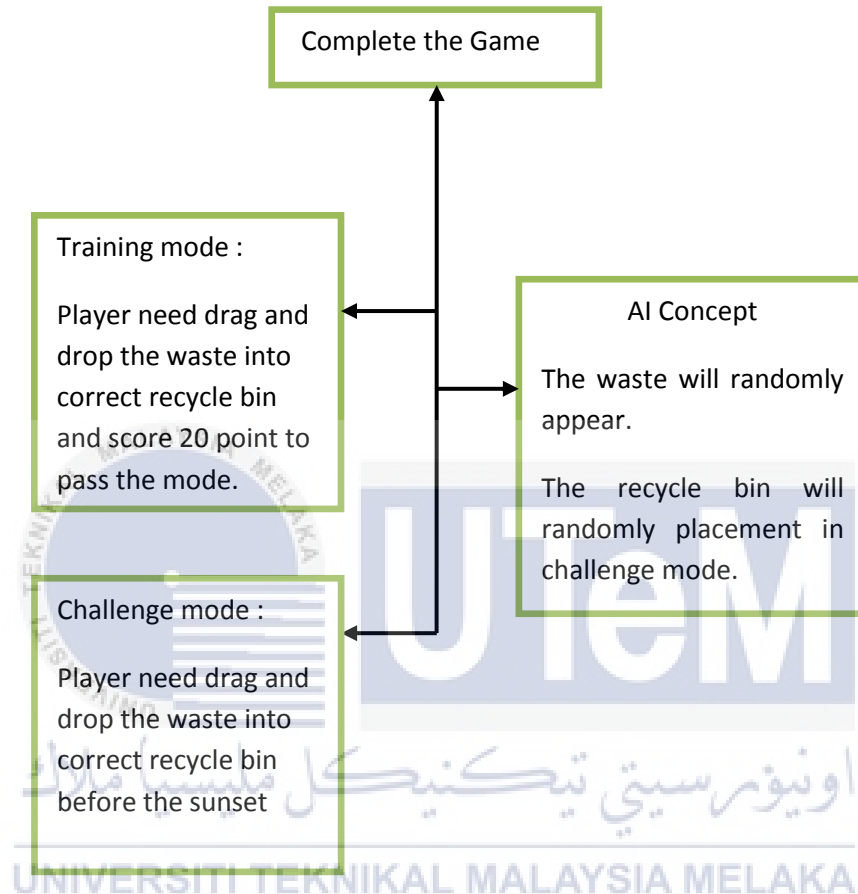 Complete the Game
Training mode :
Player need drag and
drop the waste into
correct recycle bin
and score 20 point to
pass the mode.
AI Concept
The waste will randomly
appear.
The recycle bin will
randomly placement in
challenge mode.
Challenge mode :
Player need drag and
drop the waste into
correct recycle bin
before the sunset
UTeM
اونيۏرسيتي تيكنيكل مليسيا ملاك
UNIVERSITI TEKNIKAL MALAYSIA MELAKA